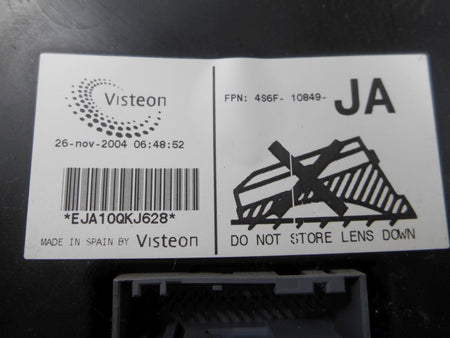 Visteon
26-nov-2004 06:48:52
*EJA10QKJ628*
MADE IN SPAIN BY Visteon
FPN: 4S6F- 10849- JA
DO NOT STORE LENS DOWN